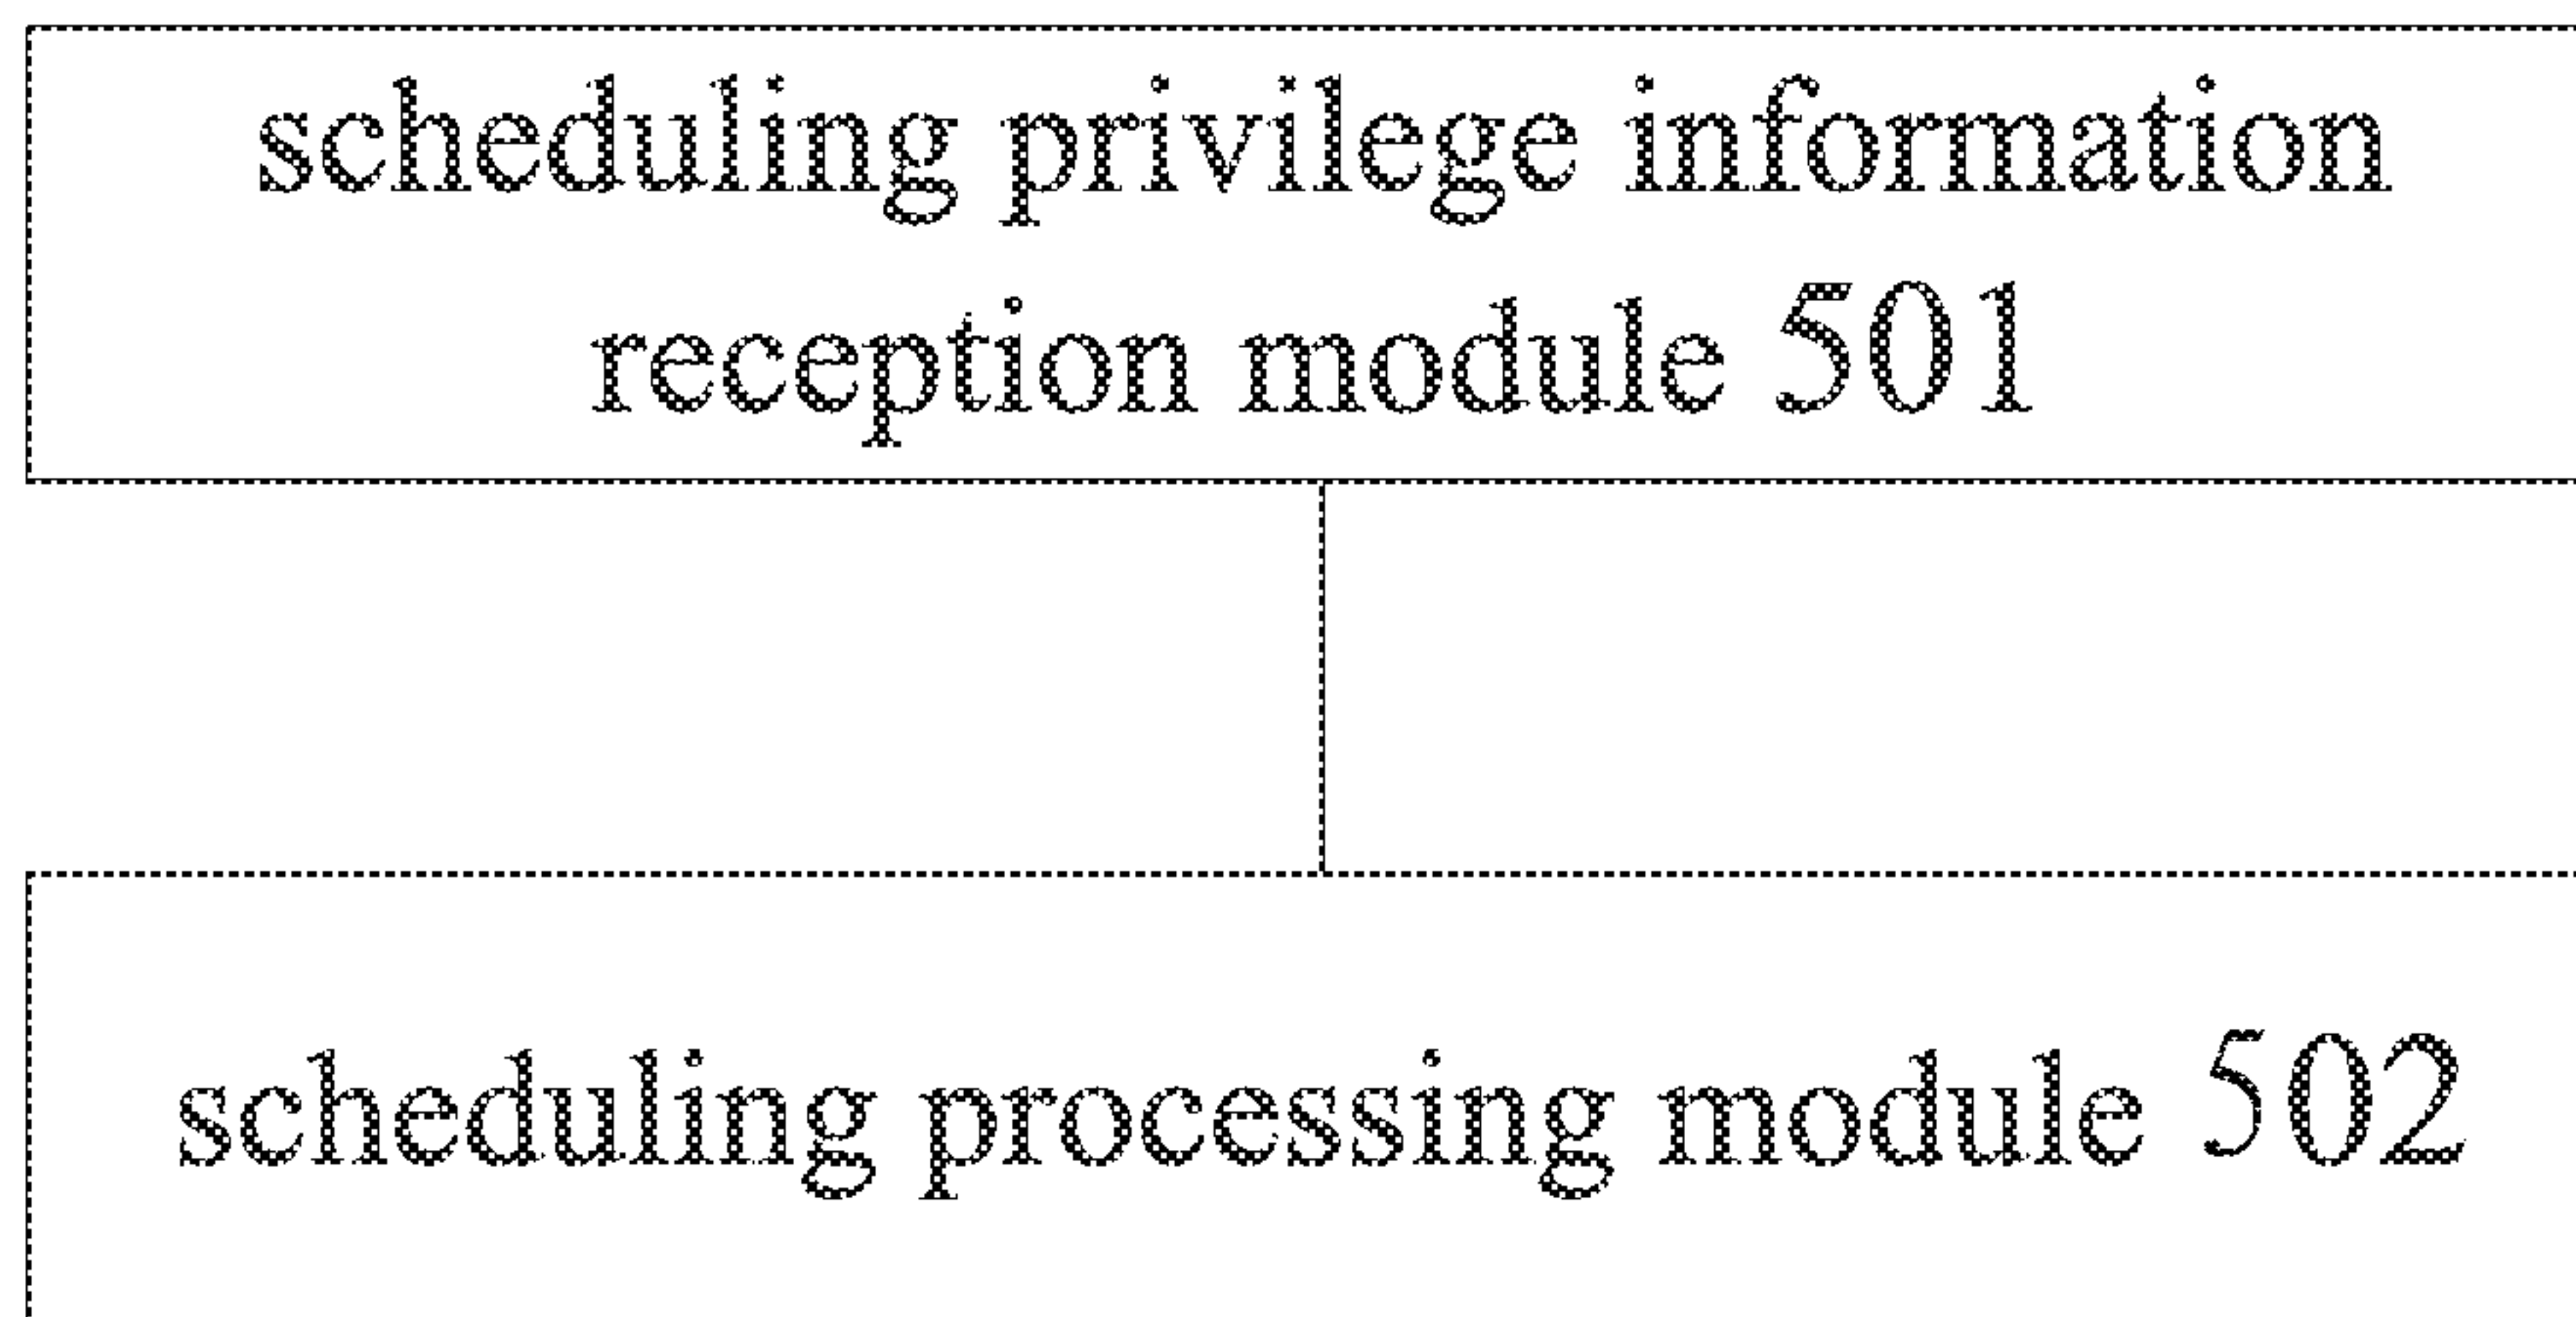 scheduling privilege information
reception module 501
scheduling processing module 502